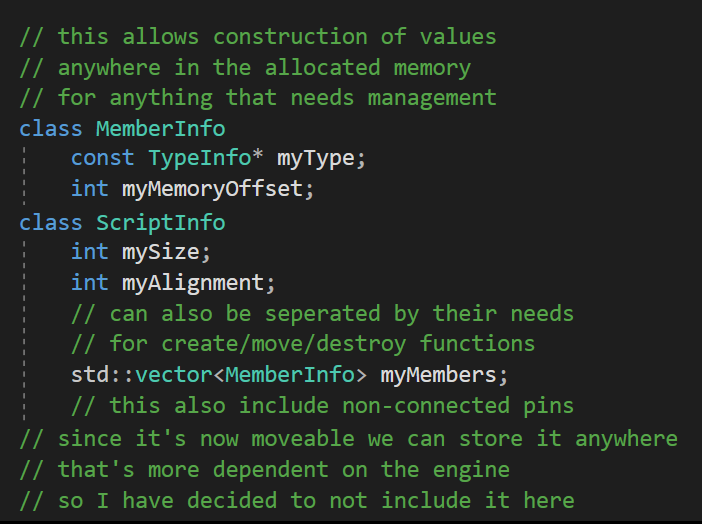 // this allows construction of values
// anywhere in the allocated memory
// for anything that needs management
class MemberInfo
    const TypeInfo* myType;
    int myMemoryOffset;
class ScriptInfo
    int mySize;
    int myAlignment;
    // can also be seperated by their needs
    // for create/move/destroy functions
    std::vector<MemberInfo> myMembers;
    // this also include non-connected pins
// since it's now moveable we can store it anywhere
// that's more dependent on the engine
// so I have decided to not include it here